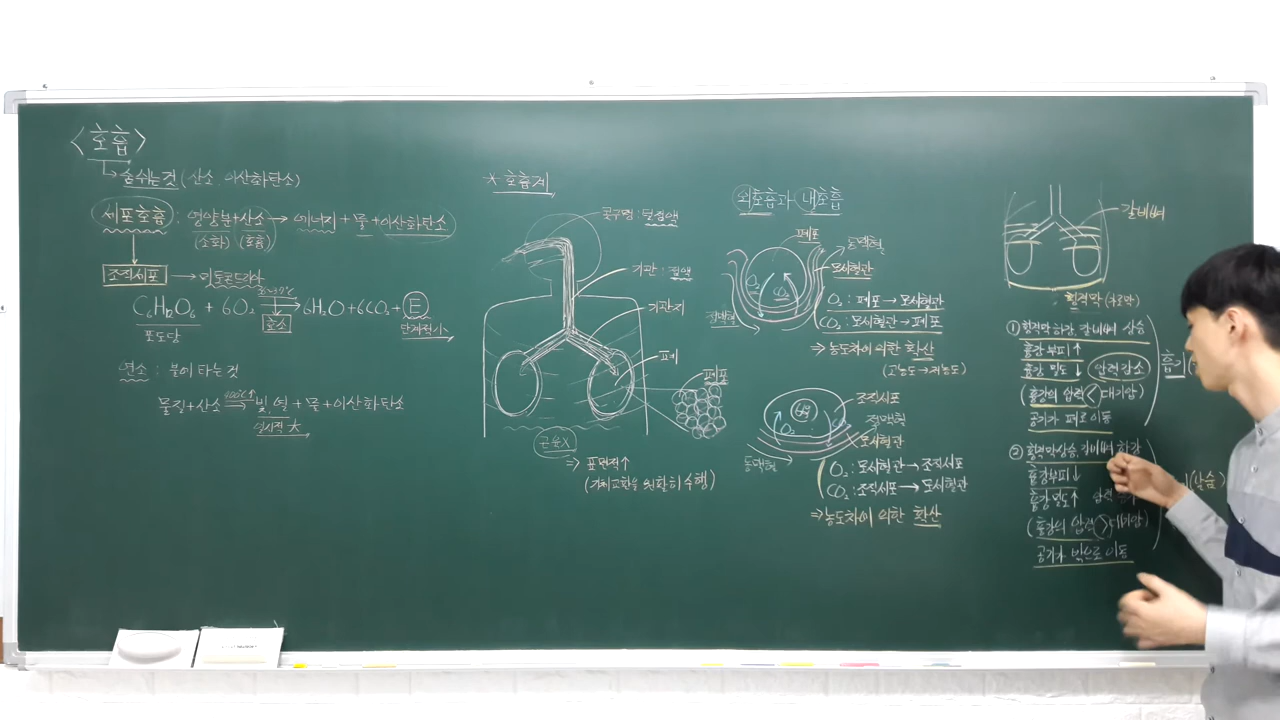 <호흡>
숨쉬는것 (산소, 이산화탄소)
세포호흡 : 영양분+산소 → 에너지 + 물 + 이산화탄소
(소화) (호흡)
조직세포 → 미토콘드리아
C₆H₁₂O₆ + 6O₂ → 6H₂O + 6CO₂ + E
효소
포도당
단계적小
연소 : 불에 타는 것
물질+산소 → 빛, 열 + 물 + 이산화탄소
400℃↑
일시적 大
* 호흡계
콧구멍 : 털, 점액
기관 : 점액
기관지
폐
폐포
근육X
⇒ 표면적↑
(기체교환을 원활히 수행)
외호흡과 내호흡
폐포
동맥혈
모세혈관
O₂ CO₂
정맥혈
O₂ : 폐포 → 모세혈관
CO₂ : 모세혈관 → 폐포
⇒ 농도차이 의한 확산
(고농도 → 저농도)
조직세포
정맥혈
모세혈관
O₂
동맥혈
O₂ : 모세혈관 → 조직세포
CO₂ : 조직세포 → 모세혈관
⇒ 농도차이 의한 확산
갈비뼈
횡격막 (가로막)
① 횡격막 하강, 갈비뼈 상승
흉강 부피↑
흉강 밀도↓ 압력감소
(흉강의 압력 < 대기압)
공기가 폐로 이동
흡기
② 횡격막상승, 갈비뼈 하강
흉강부피↓
흉강밀도↑ 압력
(흉강의 압력 > 대기압)
공기가 밖으로 이동
(날숨)